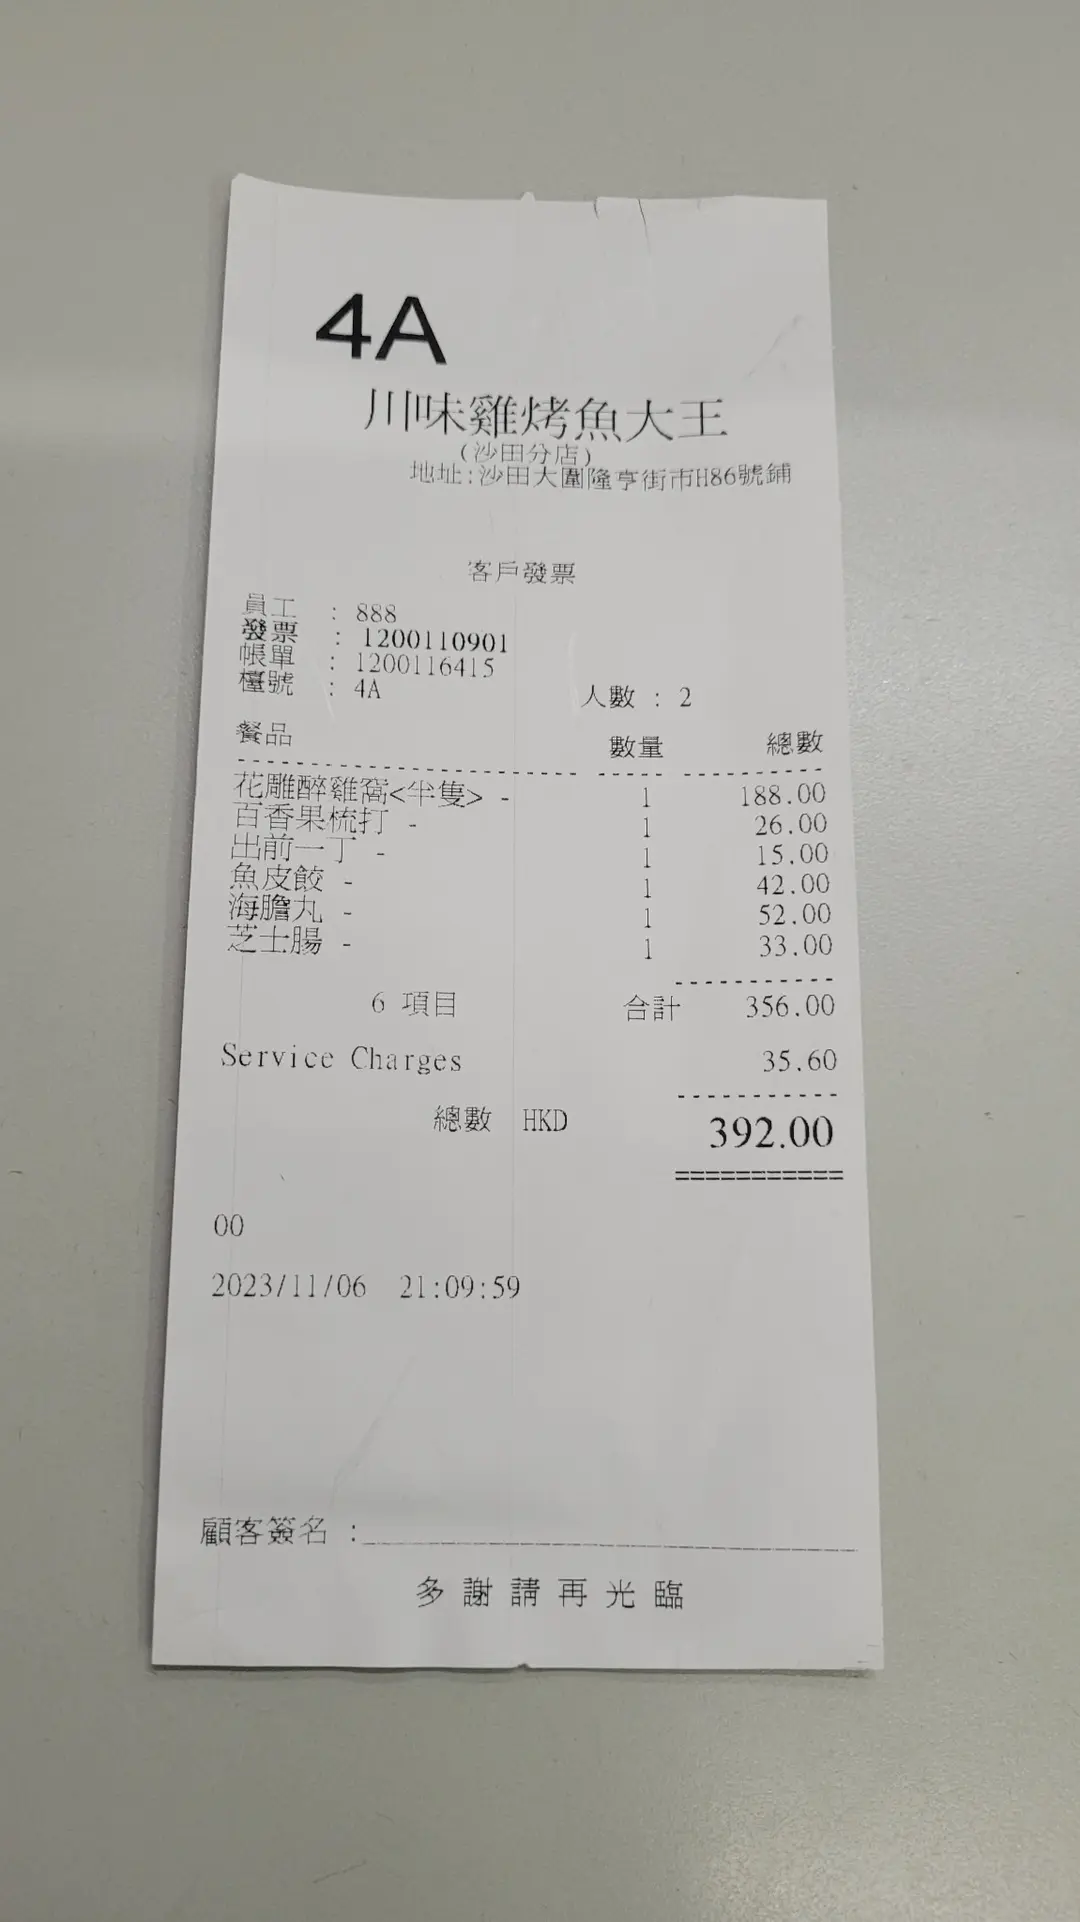 4A
川味雞烤魚大王
(沙田分店)
地址:沙田大圍隆亨街市H86號鋪
客戶發票
員工 : 888
發票 : 1200110901
帳單 : 1200116415
檯號 : 4A 人數 : 2
餐品 數量 總數
花雕醉雞窩<半隻> - 1 188.00
百香果梳打 - 1 26.00
出前一丁 - 1 15.00
魚皮餃 - 1 42.00
海膽丸 - 1 52.00
芝士腸 - 1 33.00
6 項目 合計 356.00
Service Charges 35.60
總數 HKD 392.00
00
2023/11/06 21:09:59
顧客簽名 :
多謝請再光臨